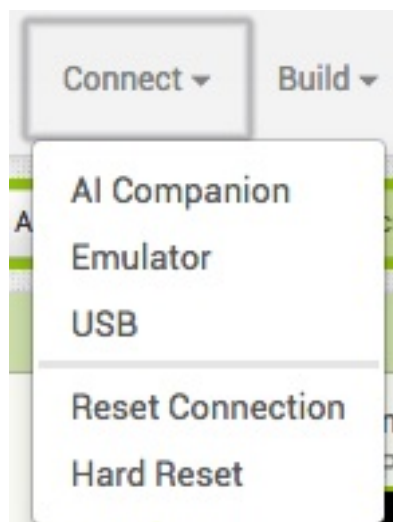 Connect Build
AI Companion
A
Emulator
USB
Reset Connection
Hard Reset